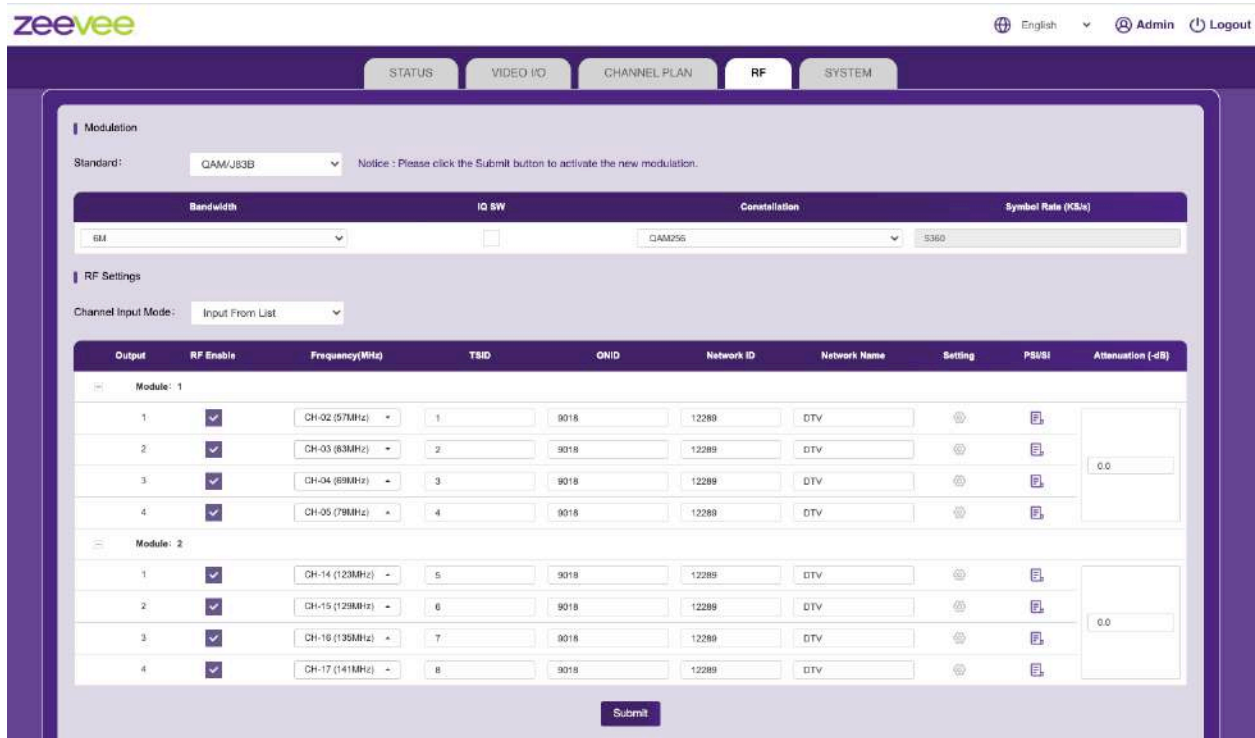 zeevee
English Admin Logout
STATUS VIDEO I/O CHANNEL PLAN RF SYSTEM
Modulation
Standard: QAM/J83B Notice : Please click the Submit button to activate the new modulation.
Bandwidth IQ SW Constellation Symbol Rate (KS/s)
6M QAM256 5360
RF Settings
Channel Input Mode: Input From List
Output RF Enable Frequency(MHz) TSID ONID Network ID Network Name Setting PSI/SI Attenuation (-dB)
Module: 1
1 CH-02 (57MHz) 1 9018 12289 DTV
2 CH-03 (63MHz) 2 9018 12289 DTV
0.0
3 CH-04 (69MHz) 3 9018 12289 DTV
4 CH-05 (79MHz) 4 9018 12289 DTV
Module: 2
1 CH-14 (123MHz) 5 9018 12289 DTV
2 CH-15 (129MHz) 6 9018 12289 DTV
0.0
3 CH-16 (135MHz) 7 9018 12289 DTV
4 CH-17 (141MHz) 8 9018 12289 DTV
Submit